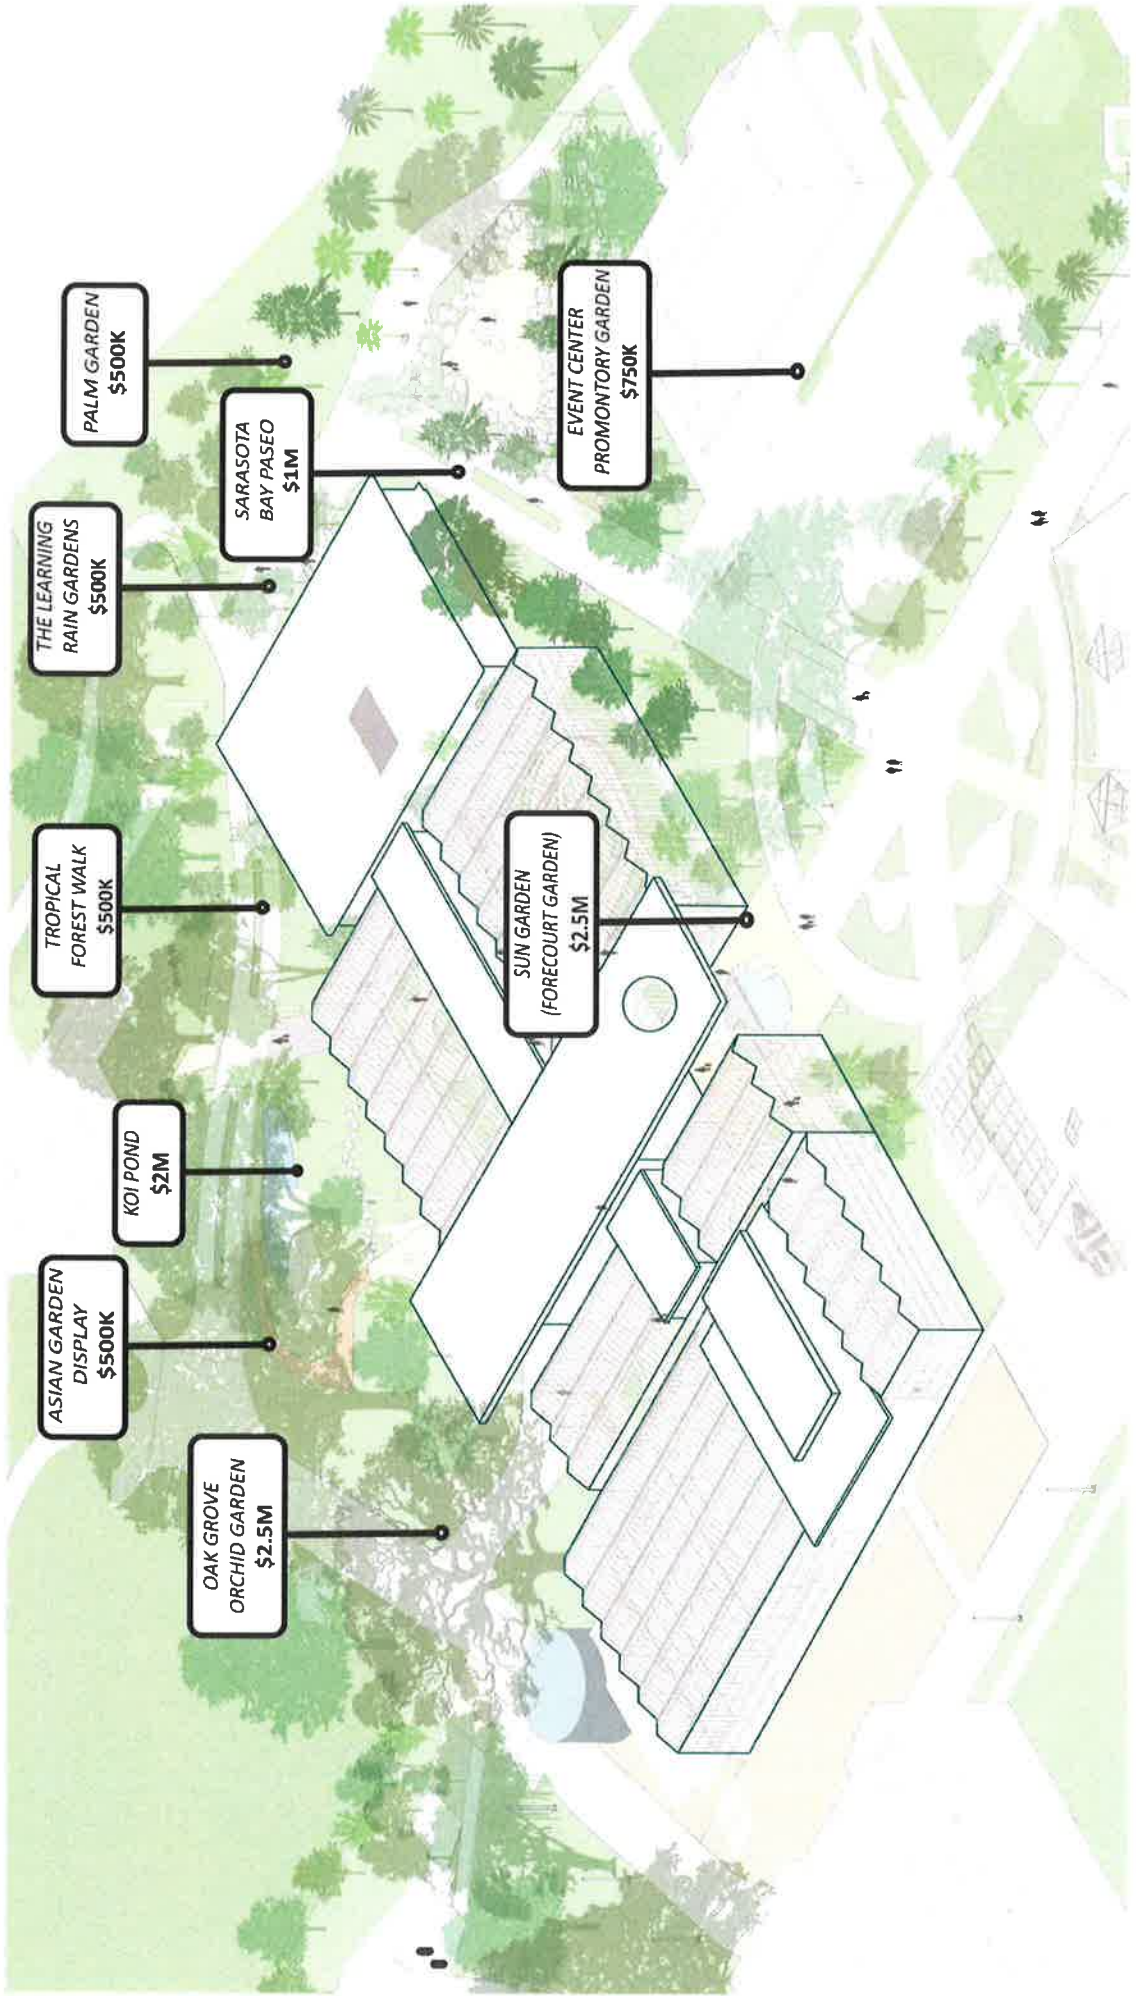 OAK GROVE
ORCHID GARDEN
$2.5M
ASIAN GARDEN
DISPLAY
$500K
KOI POND
$2M
TROPICAL
FOREST WALK
$500K
THE LEARNING
RAIN GARDENS
$500K
PALM GARDEN
$500K
SARASOTA
BAY PASEO
$1M
SUN GARDEN
(FORECOURT GARDEN)
$2.5M
EVENT CENTER
PROMONTORY GARDEN
$750K